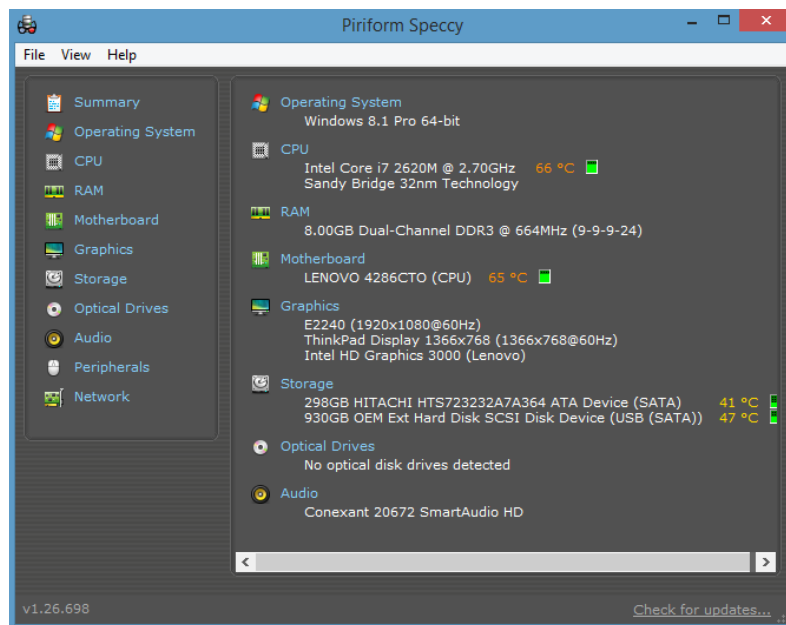 Piriform Speccy
File View Help
Summary
Operating System
CPU
RAM
Motherboard
Graphics
Storage
Optical Drives
Audio
Peripherals
Network
Operating System
Windows 8.1 Pro 64-bit
CPU
Intel Core i7 2620M @ 2.70GHz 66 °C
Sandy Bridge 32nm Technology
RAM
8.00GB Dual-Channel DDR3 @ 664MHz (9-9-9-24)
Motherboard
LENOVO 4286CTO (CPU) 65 °C
Graphics
E2240 (1920x1080@60Hz)
ThinkPad Display 1366x768 (1366x768@60Hz)
Intel HD Graphics 3000 (Lenovo)
Storage
298GB HITACHI HTS723232A7A364 ATA Device (SATA) 41 °C
930GB OEM Ext Hard Disk SCSI Disk Device (USB (SATA)) 47 °C
Optical Drives
No optical disk drives detected
Audio
Conexant 20672 SmartAudio HD
v1.26.698
Check for updates...